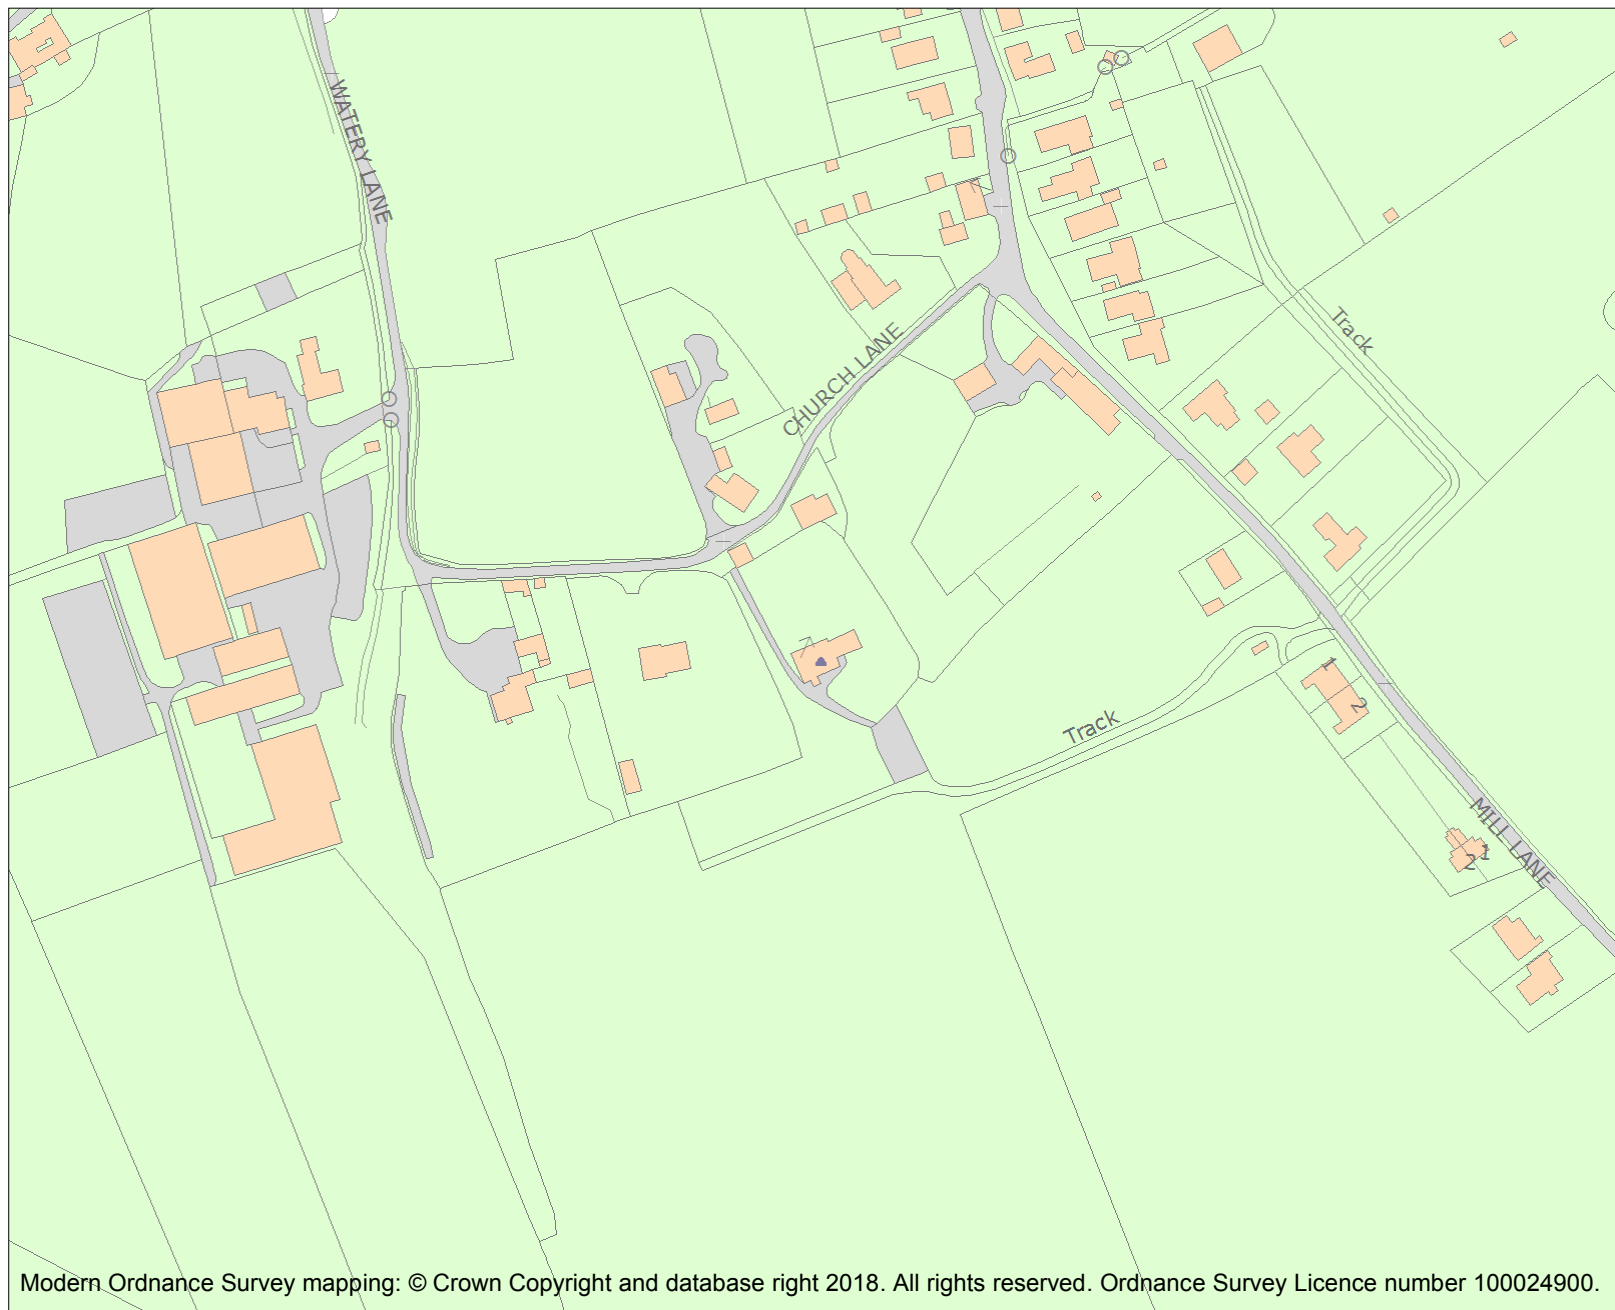 WATERY LANE
Track
CHURCH LANE
1
2
Track
MILL LANE
1
2
Modern Ordnance Survey mapping: © Crown Copyright and database right 2018. All rights reserved. Ordnance Survey Licence number 100024900.